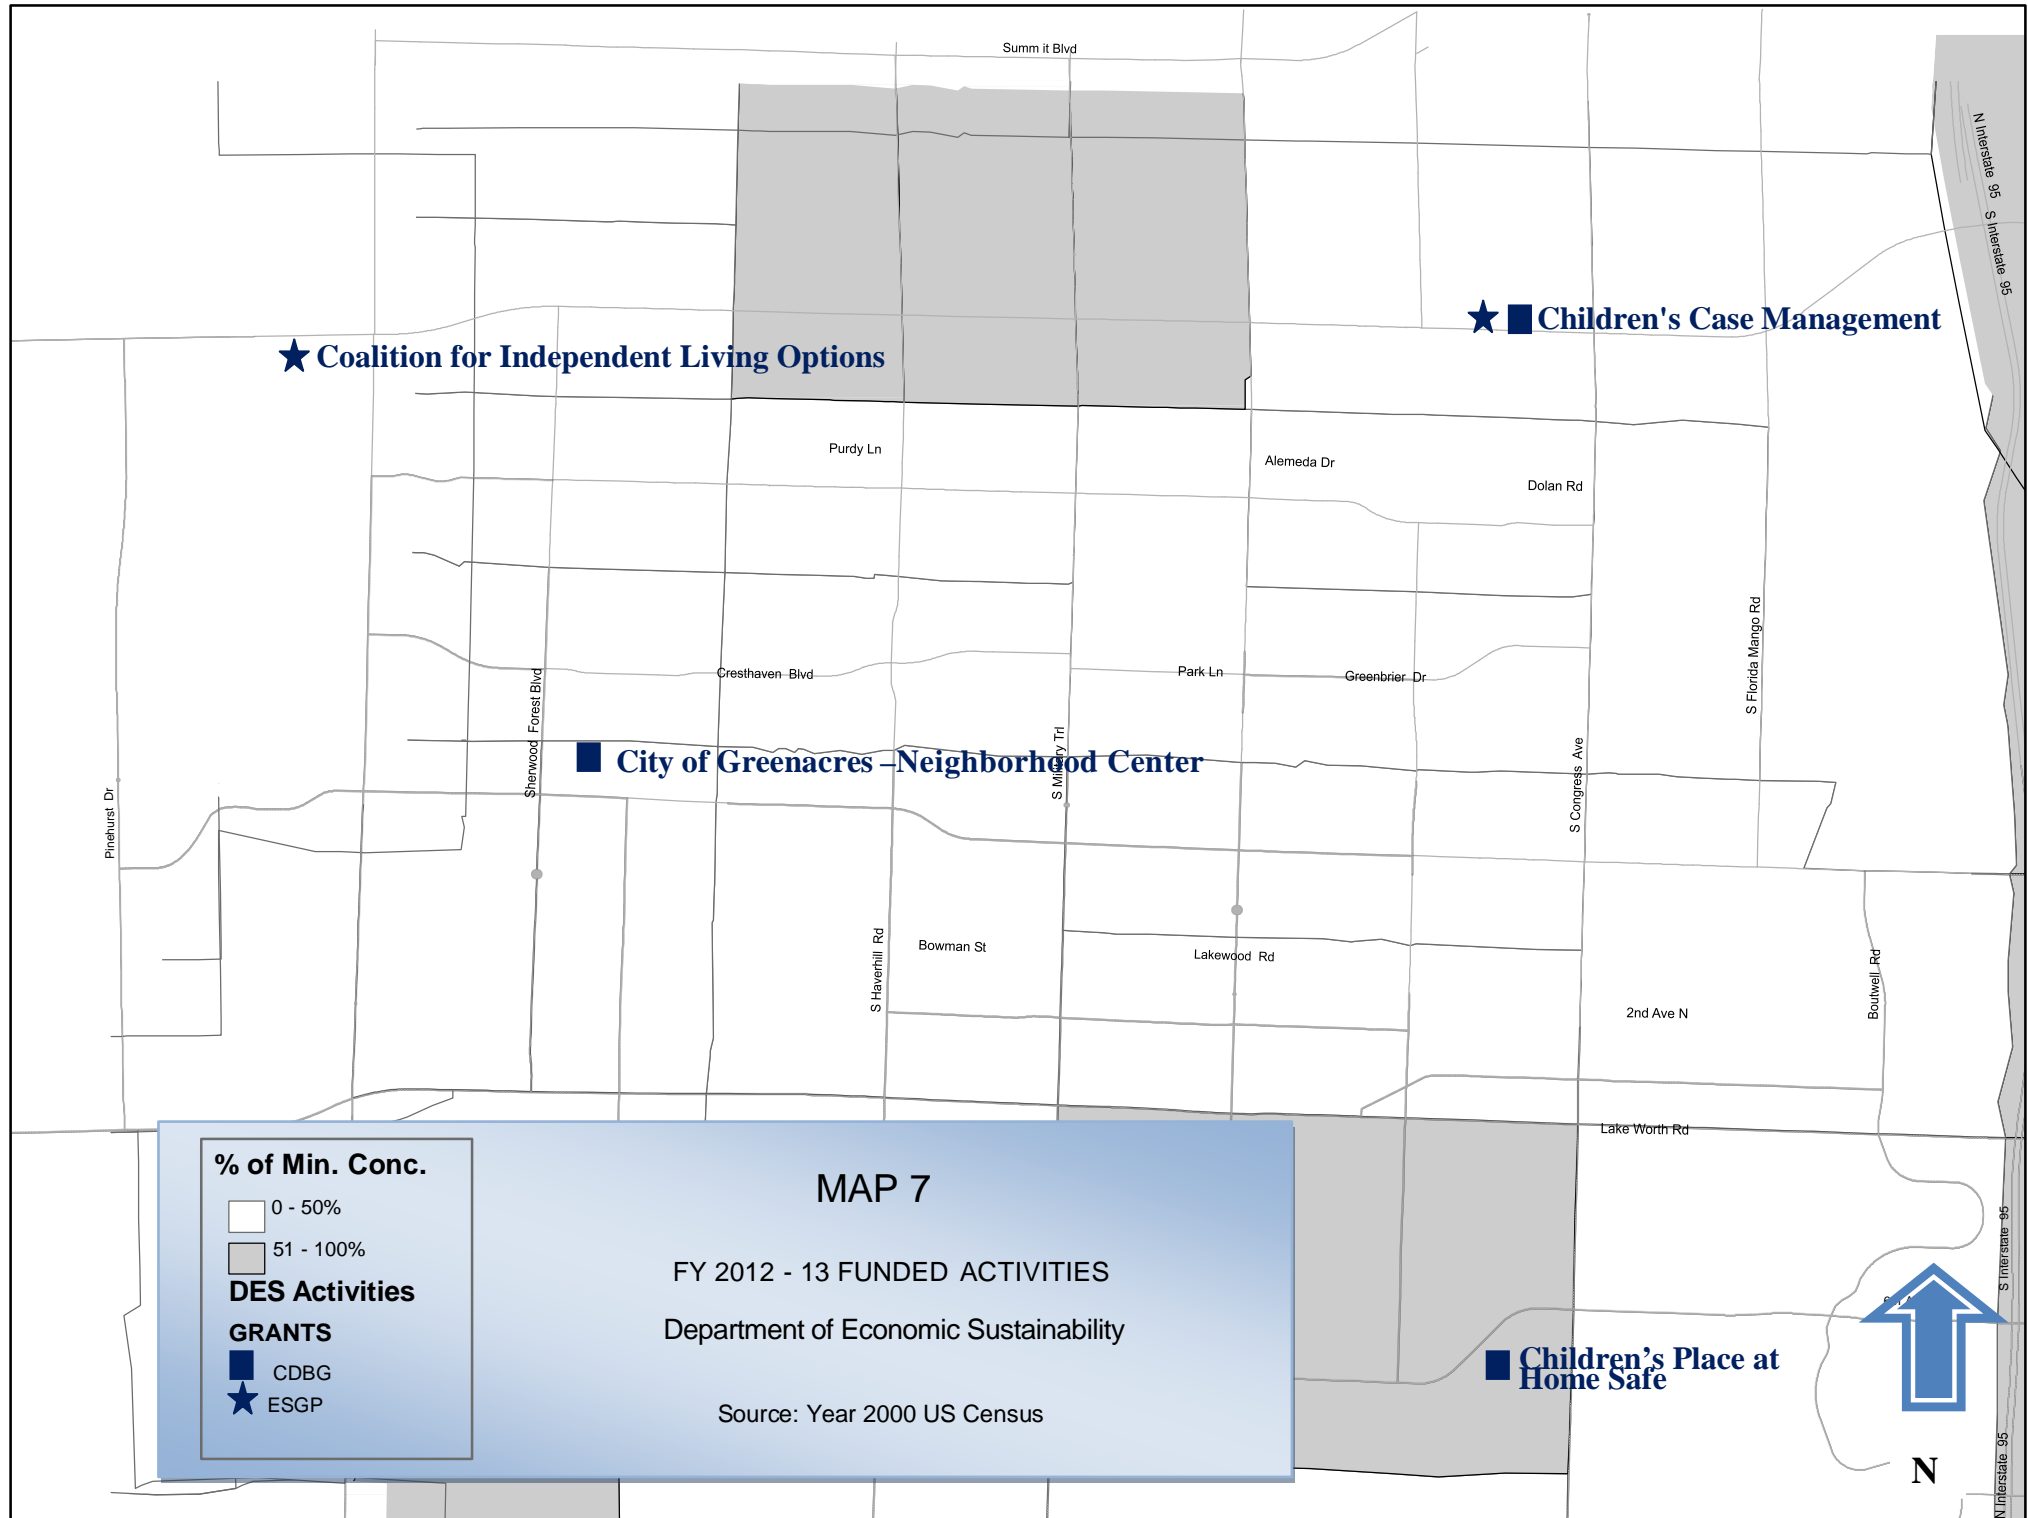 Summ it Blvd
N Interstate 95
S Interstate 95
Children's Case Management
Coalition for Independent Living Options
Purdy Ln
Alemeda Dr
Dolan Rd
S Florida Mango Rd
Cresthaven Blvd
Park Ln
Greenbrier Dr
Sherwood Forest Blvd
S Military Trl
S Congress Ave
City of Greenacres –Neighborhood Center
Pinehurst Dr
S Haverhill Rd
Bowman St
Lakewood Rd
Boutwell Rd
2nd Ave N
Lake Worth Rd
% of Min. Conc.
0 - 50%
51 - 100%
DES Activities
GRANTS
CDBG
ESGP
MAP 7
FY 2012 - 13 FUNDED ACTIVITIES
Department of Economic Sustainability
Source: Year 2000 US Census
S Interstate 95
Children’s Place at
Home Safe
N
N Interstate 95